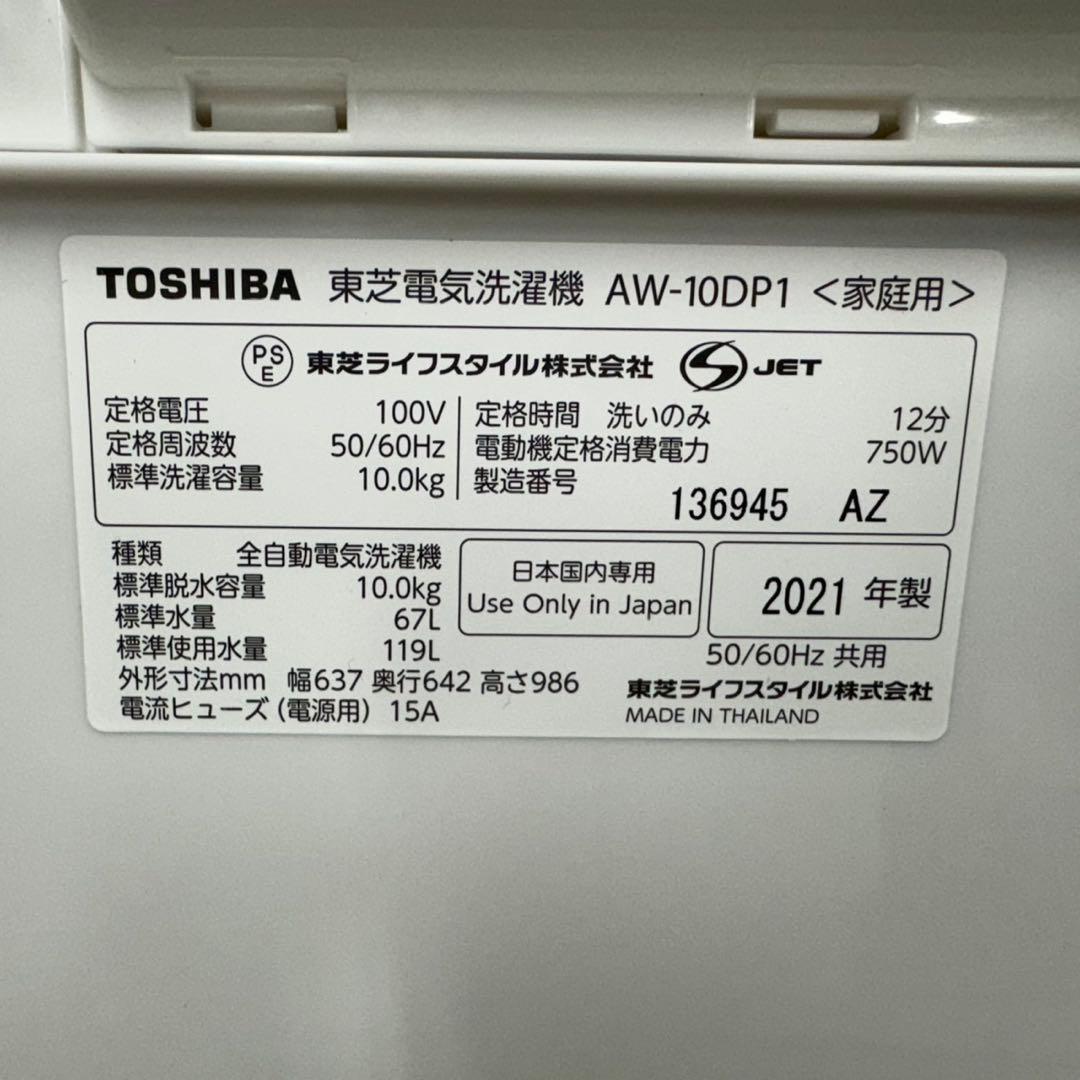 TOSHIBA 東芝電気洗濯機 AW-10DP1 <家庭用>
PS E 東芝ライフスタイル株式会社 S JET
定格電圧 100V
定格周波数 50/60Hz
標準洗濯容量 10.0kg
定格時間 洗いのみ 12分
電動機定格消費電力 750W
製造番号
136945 AZ
種類 全自動電気洗濯機
標準脱水容量 10.0kg
標準水量 67L
標準使用水量 119L
外形寸法mm 幅637 奥行642 高さ986
電流ヒューズ (電源用) 15A
日本国内専用
Use Only in Japan
2021 年製
50/60Hz 共用
東芝ライフスタイル株式会社
MADE IN THAILAND